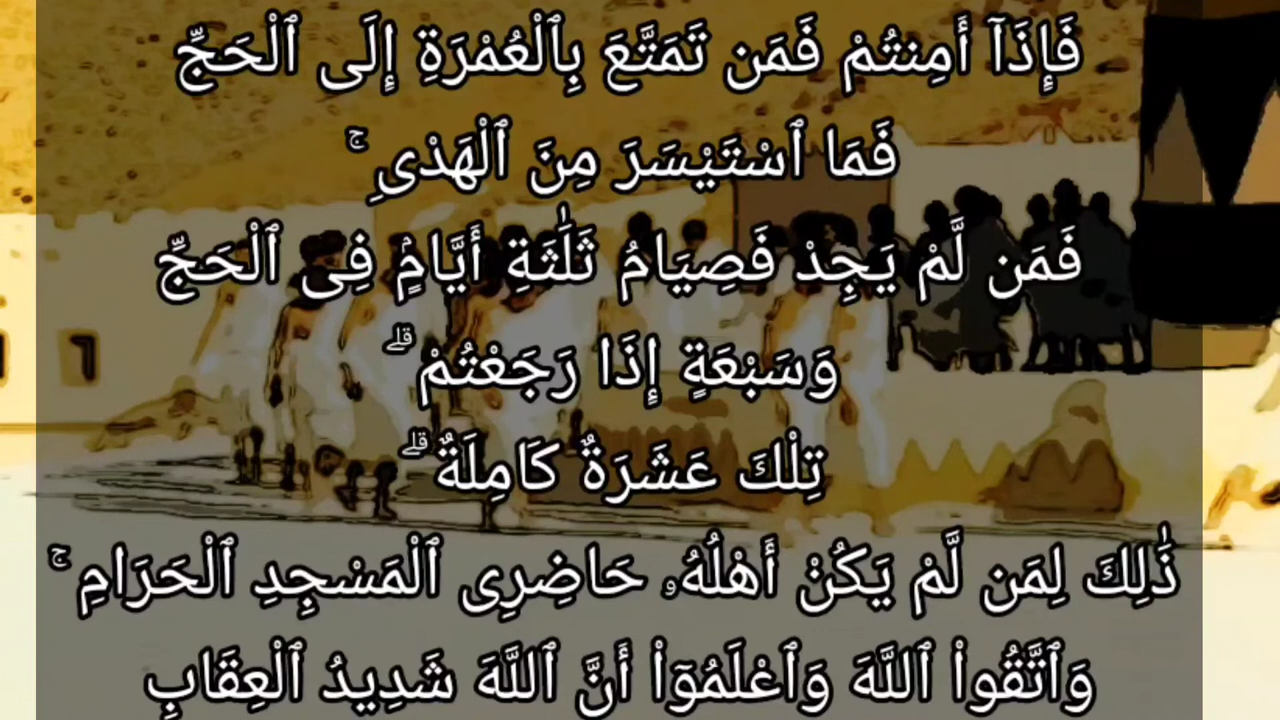 فَإِذَآ أَمِنتُمْ فَمَن تَمَتَّعَ بِٱلْعُمْرَةِ إِلَى ٱلْحَجِّ
فَمَا ٱسْتَيْسَرَ مِنَ ٱلْهَدْىِ ۚ
فَمَن لَّمْ يَجِدْ فَصِيَامُ ثَلَٰثَةِ أَيَّامٍۢ فِى ٱلْحَجِّ
وَسَبْعَةٍ إِذَا رَجَعْتُمْ ۗ
تِلْكَ عَشَرَةٌ كَامِلَةٌ ۗ
ذَٰلِكَ لِمَن لَّمْ يَكُنْ أَهْلُهُۥ حَاضِرِى ٱلْمَسْجِدِ ٱلْحَرَامِ ۚ
وَٱتَّقُوا۟ ٱللَّهَ وَٱعْلَمُوٓا۟ أَنَّ ٱللَّهَ شَدِيدُ ٱلْعِقَابِ